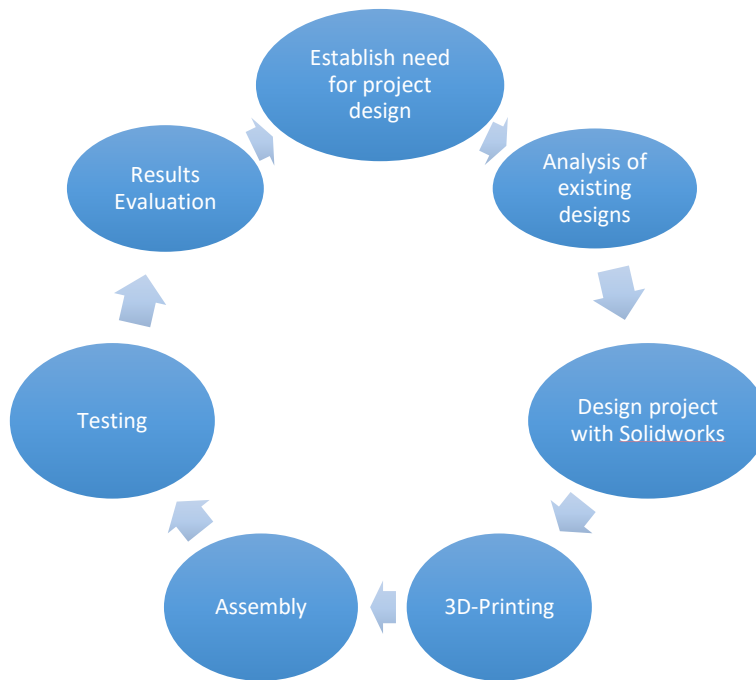 Establish need
for project
design
Analysis of
existing
designs
Design project
with Solidworks
3D-Printing
Assembly
Testing
Results
Evaluation